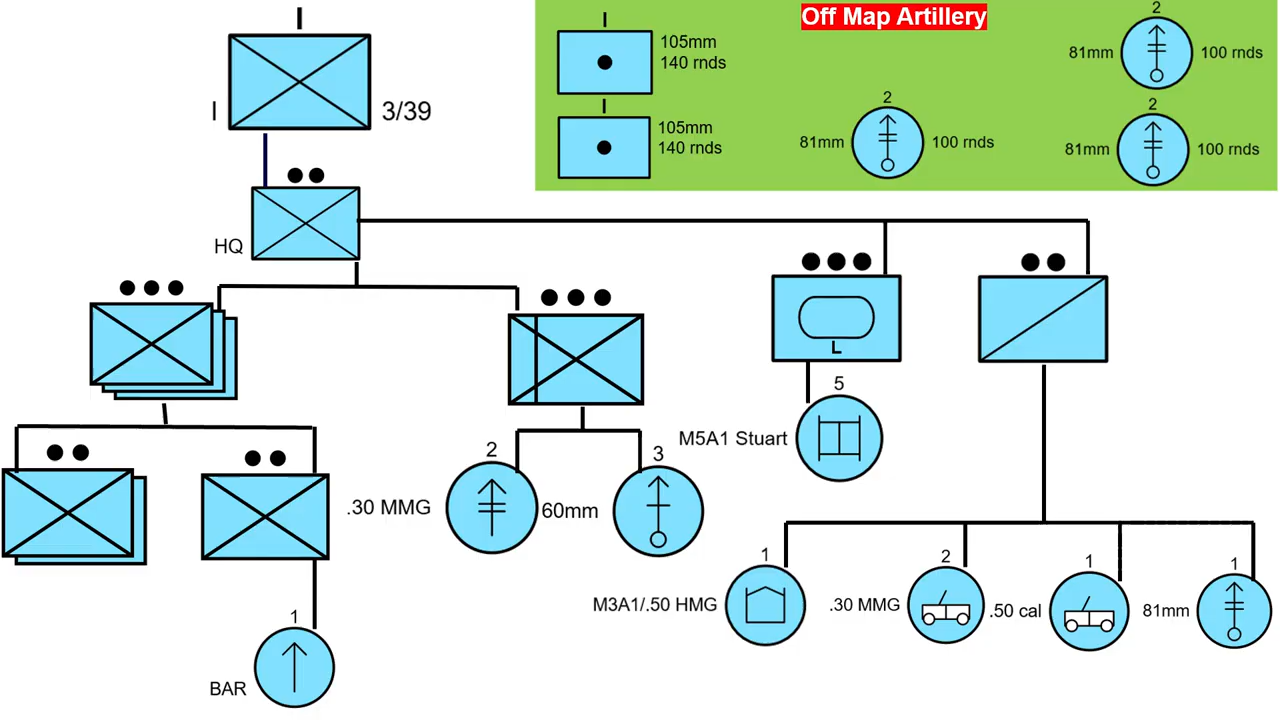 Off Map Artillery
I
I
3/39
I
105mm
140 rnds
I
105mm
140 rnds
2
81mm
100 rnds
2
81mm
100 rnds
2
81mm
100 rnds
HQ
L
5
M5A1 Stuart
2
.30 MMG
3
60mm
1
M3A1/.50 HMG
2
.30 MMG
1
.50 cal
1
81mm
1
BAR